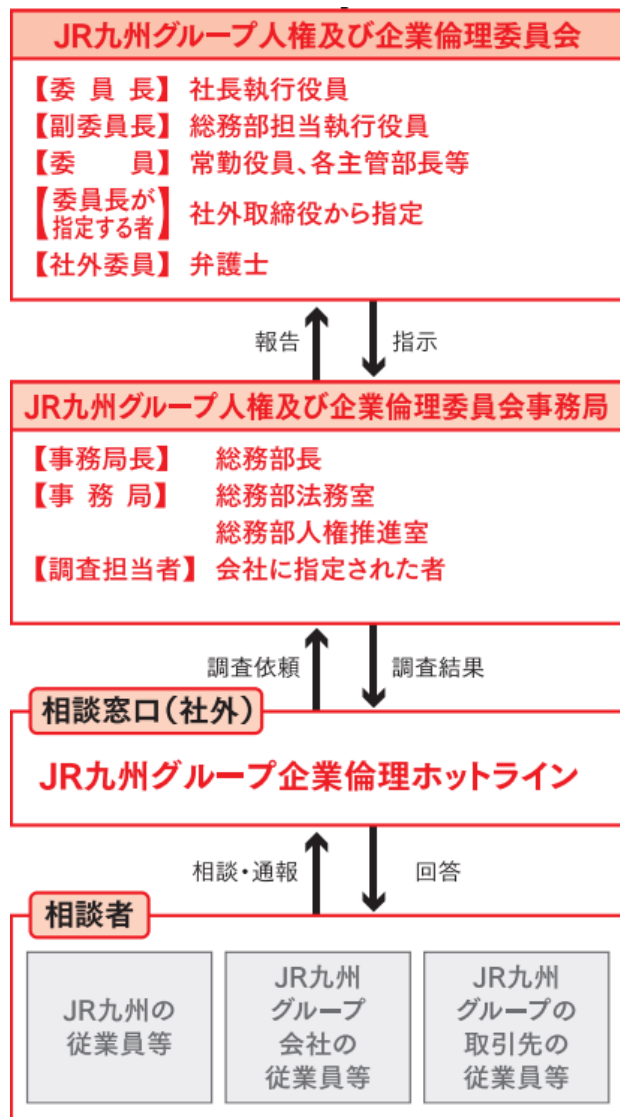 JR九州グループ人権及び企業倫理委員会
【委員長】 社長執行役員
【副委員長】 総務部担当執行役員
【委員】 常勤役員、各主管部長等
【委員長が
指定する者】 社外取締役から指定
【社外委員】 弁護士
報告 指示
JR九州グループ人権及び企業倫理委員会事務局
【事務局長】 総務部長
【事務局】 総務部法務室
総務部人権推進室
【調査担当者】 会社に指定された者
調査依頼 調査結果
相談窓口(社外)
JR九州グループ企業倫理ホットライン
相談・通報 回答
相談者
JR九州の
従業員等
JR九州
グループ
会社の
従業員等
JR九州
グループの
取引先の
従業員等